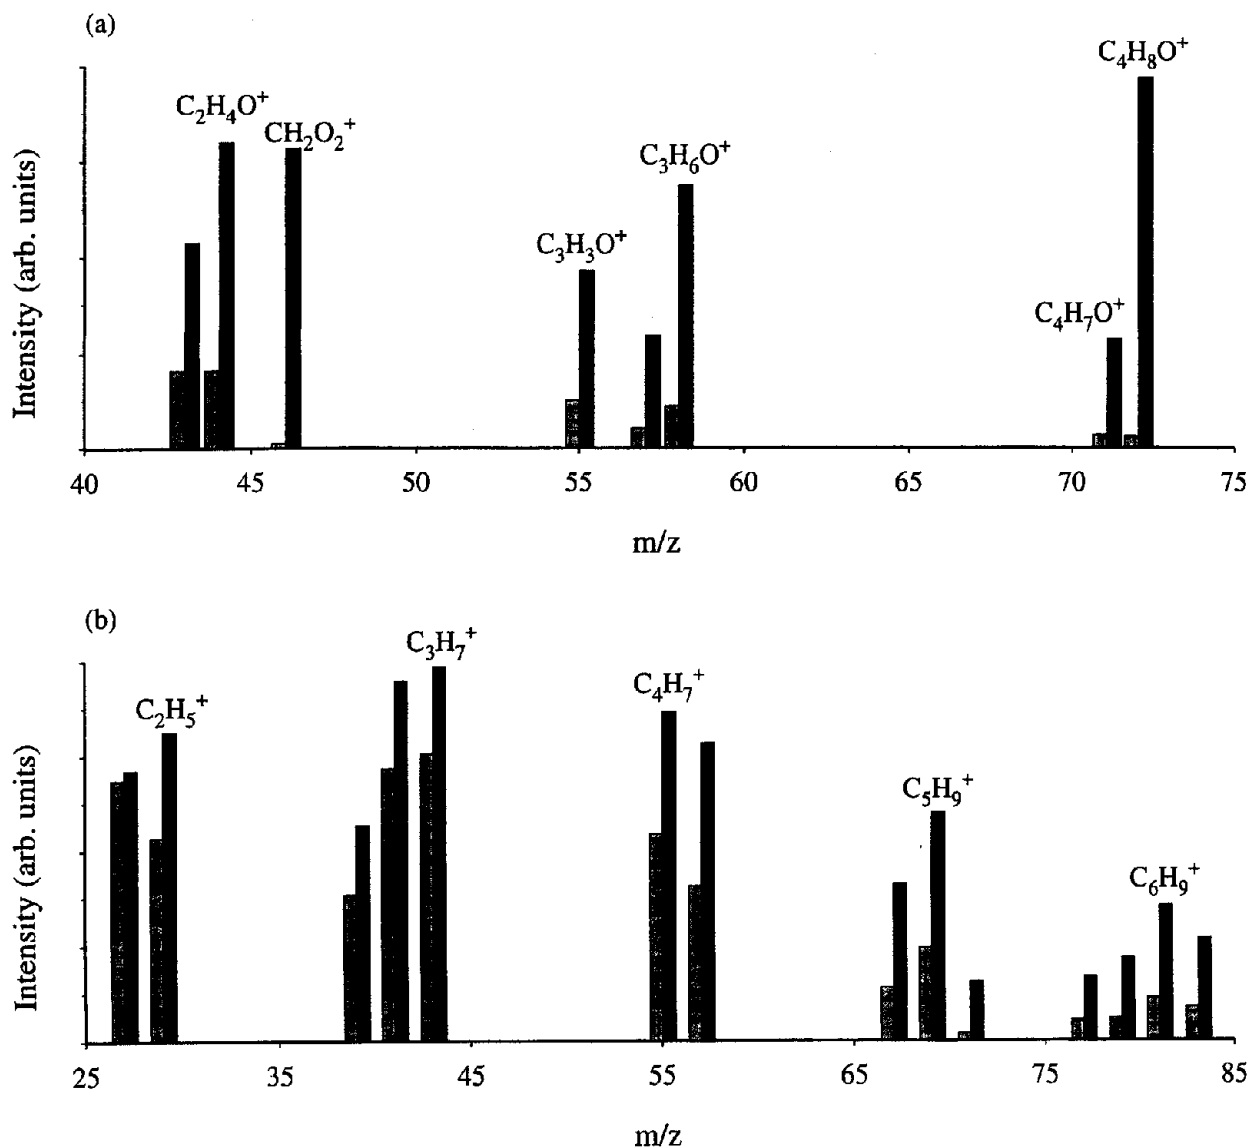 (a)
C₄H₈O⁺
C₂H₄O⁺
CH₂O₂⁺
C₃H₆O⁺
C₃H₃O⁺
C₄H₇O⁺
Intensity (arb. units)
40 45 50 55 60 65 70 75
m/z
(b)
C₃H₇⁺
C₂H₅⁺
C₄H₇⁺
C₅H₉⁺
C₆H₉⁺
Intensity (arb. units)
25 35 45 55 65 75 85
m/z